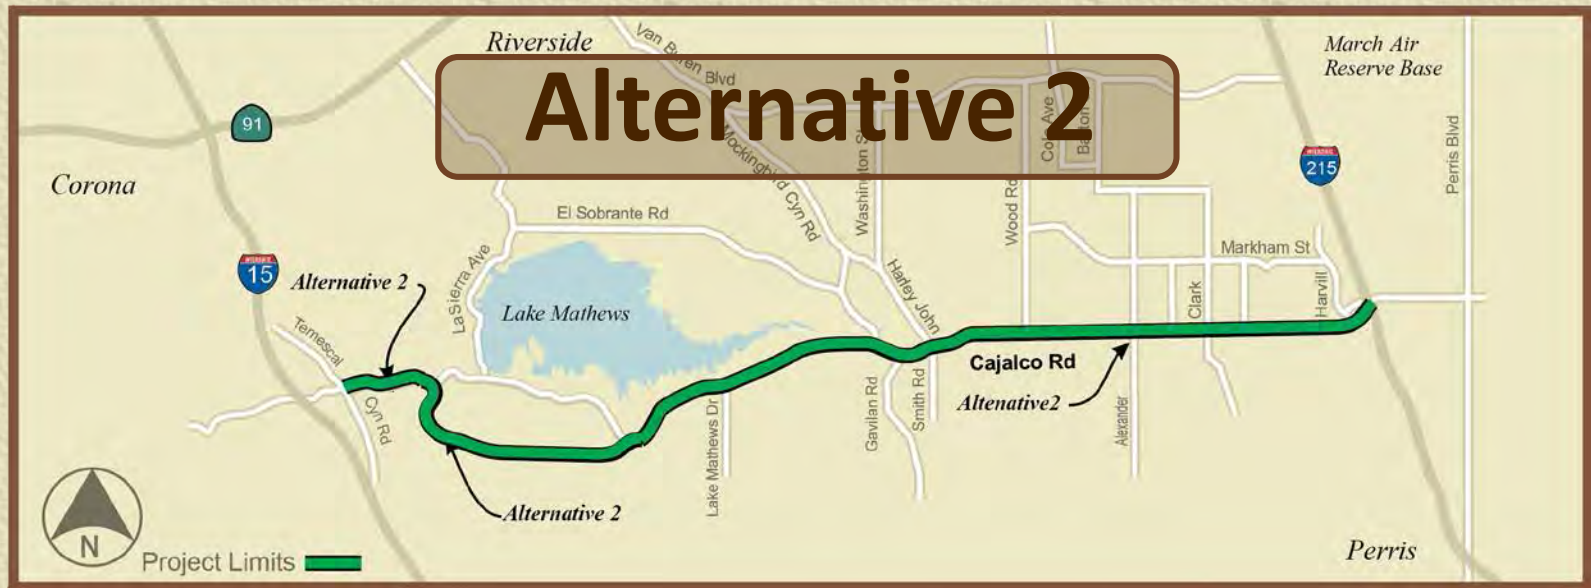 Riverside
Van Buren Blvd
Alternative 2
March Air
Reserve Base
91
Corona
Mockingbird Cyn Rd
Washington St
Cole Ave
Barton
INTERSTATE
215
Perris Blvd
El Sobrante Rd
Wood Rd
Markham St
INTERSTATE
15
Alternative 2
LaSierra Ave
Lake Mathews
Harley John
Clark
Harvill
Temescal
Cyn Rd
Cajalco Rd
Altenative2
Lake Mathews Dr
Gavilan Rd
Smith Rd
Alexander
Alternative 2
N
Project Limits
Perris